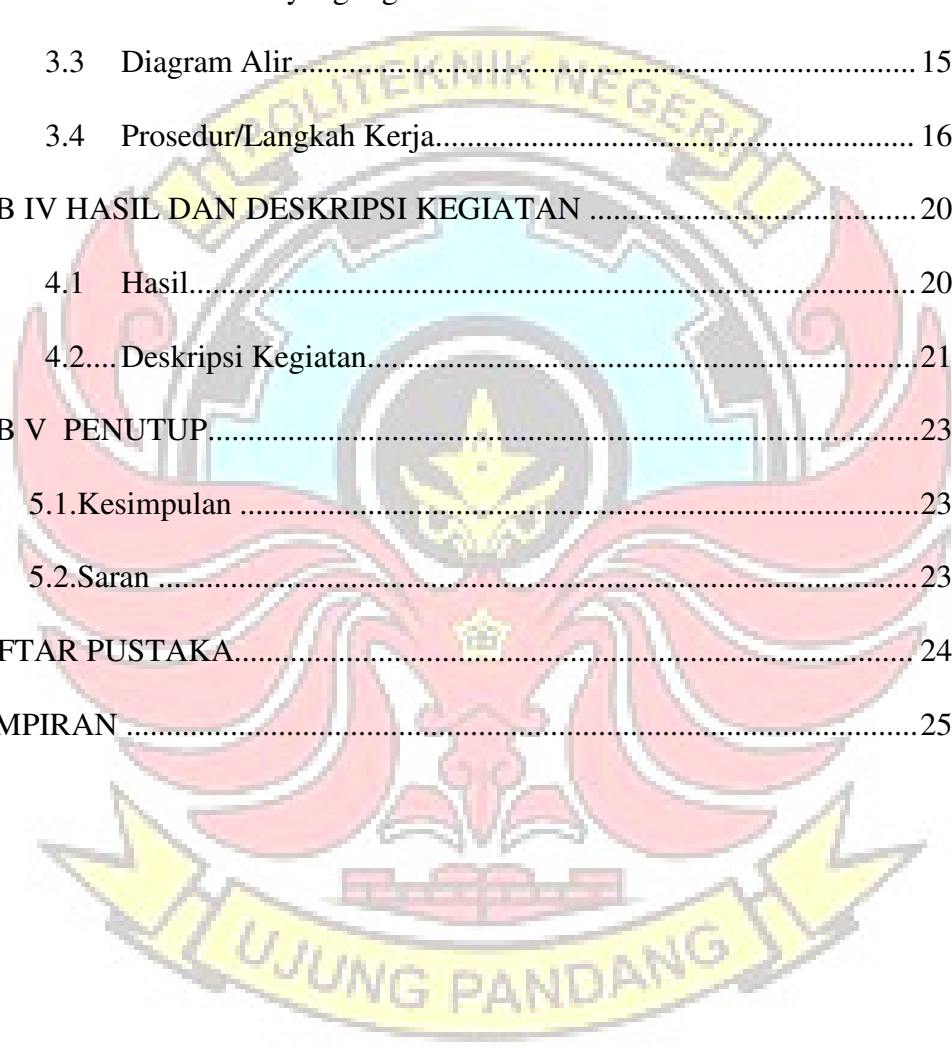 3.3 Diagram Alir.......................................................................... 15
3.4 Prosedur/Langkah Kerja......................................................... 16
B IV HASIL DAN DESKRIPSI KEGIATAN ....................................... 20
4.1 Hasil....................................................................................... 20
4.2.... Deskripsi Kegiatan.................................................................21
B V PENUTUP....................................................................................23
5.1.Kesimpulan ................................................................................23
5.2.Saran ..........................................................................................23
FTAR PUSTAKA................................................................................ 24
MPIRAN ..............................................................................................25
POLITEKNIK NEGERI
UJUNG PANDANG